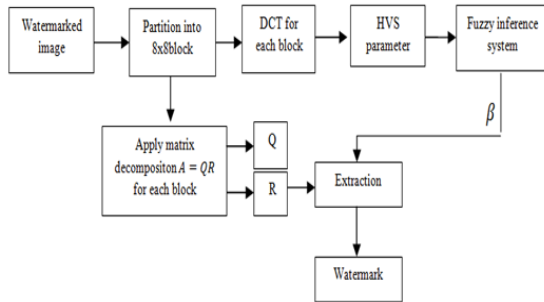 Watermarked
image
Partition into
8x8block
DCT for
each block
HVS
parameter
Fuzzy inference
system
β
Apply matrix
decompositon A = QR
for each block
Q
R
Extraction
Watermark